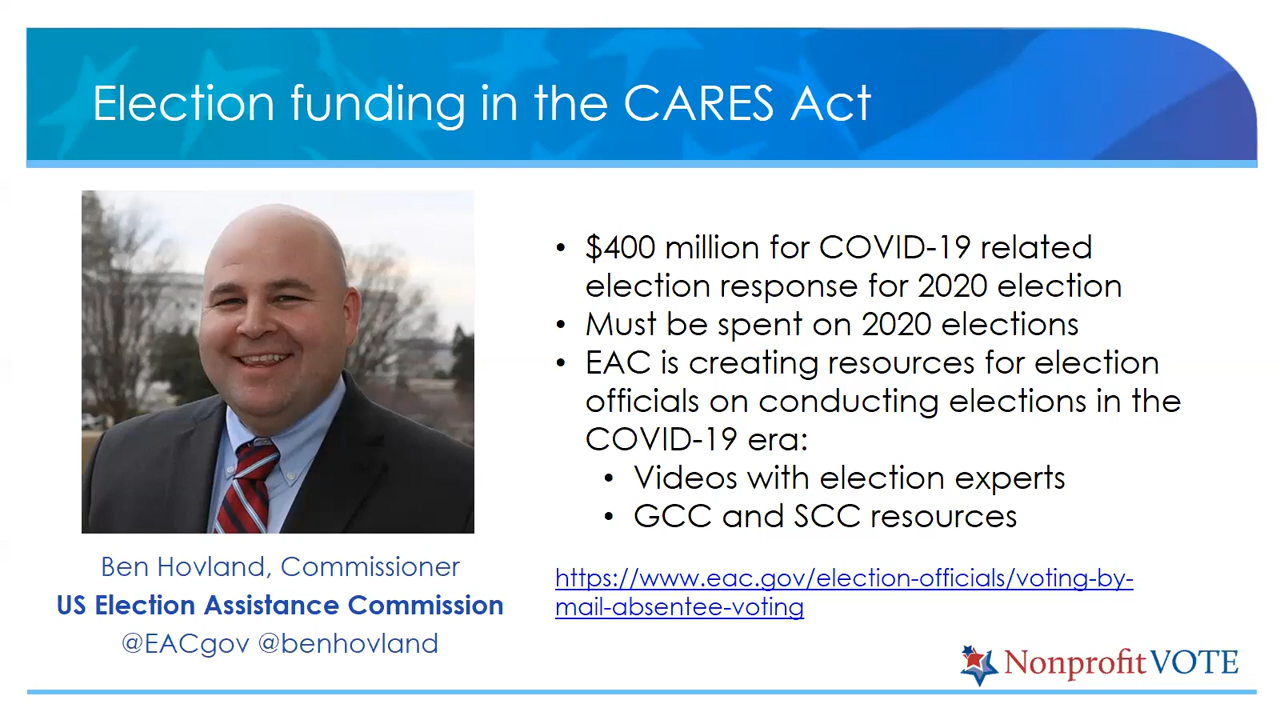 Election funding in the CARES Act
• $400 million for COVID-19 related
election response for 2020 election
• Must be spent on 2020 elections
• EAC is creating resources for election
officials on conducting elections in the
COVID-19 era:
• Videos with election experts
• GCC and SCC resources
https://www.eac.gov/election-officials/voting-by-
mail-absentee-voting
Ben Hovland, Commissioner
US Election Assistance Commission
@EACgov @benhovland
NonprofitVOTE